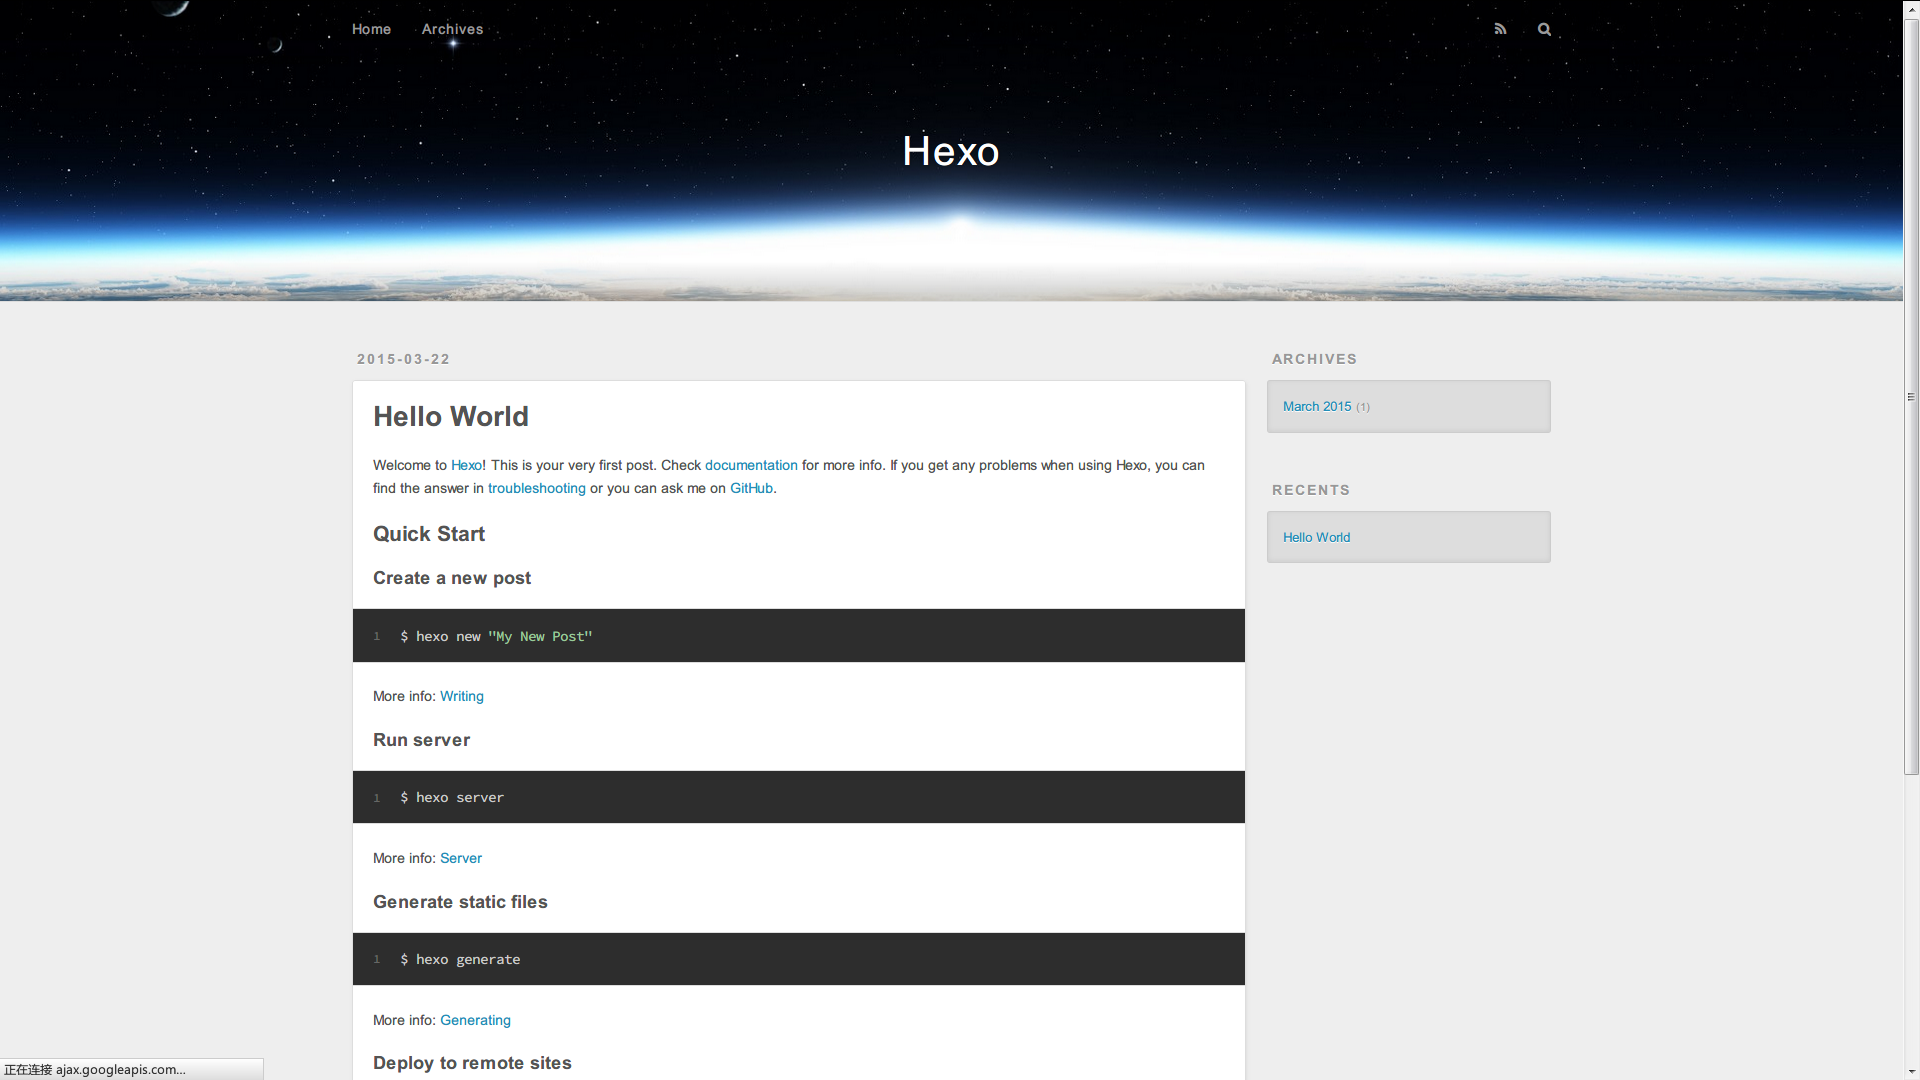 Home Archives
Hexo
2015-03-22
Hello World
Welcome to Hexo! This is your very first post. Check documentation for more info. If you get any problems when using Hexo, you can
find the answer in troubleshooting or you can ask me on GitHub.
Quick Start
Create a new post
1 $ hexo new "My New Post"
More info: Writing
Run server
1 $ hexo server
More info: Server
Generate static files
1 $ hexo generate
More info: Generating
Deploy to remote sites
ARCHIVES
March 2015 (1)
RECENTS
Hello World
正在连接 ajax.googleapis.com...